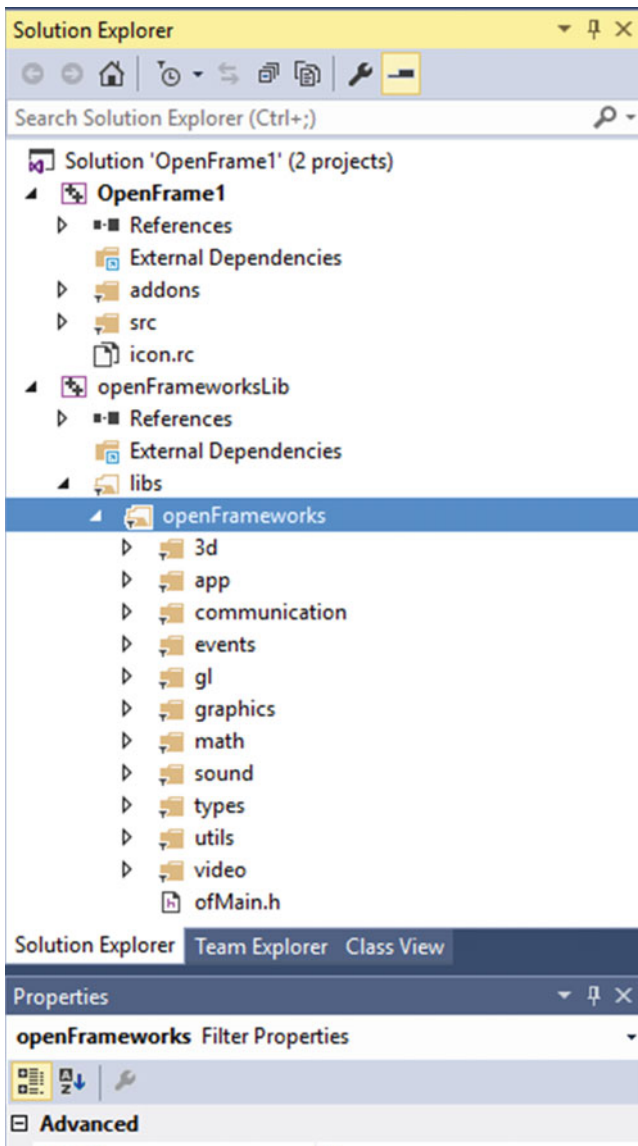 Solution Explorer
Search Solution Explorer (Ctrl+;)
Solution 'OpenFrame1' (2 projects)
OpenFrame1
References
External Dependencies
addons
src
icon.rc
openFrameworksLib
References
External Dependencies
libs
openFrameworks
3d
app
communication
events
gl
graphics
math
sound
types
utils
video
ofMain.h
Solution Explorer Team Explorer Class View
Properties
openFrameworks Filter Properties
Advanced